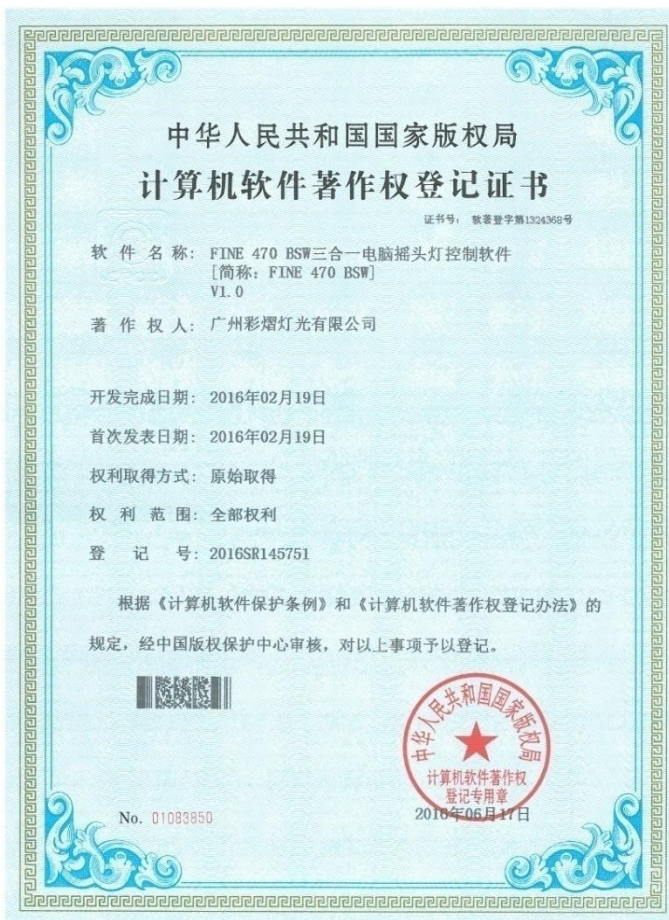 中华人民共和国国家版权局
计算机软件著作权登记证书
证书号： 软著登字第1324368号
软 件 名 称： FINE 470 BSW三合一电脑摇头灯控制软件
[简称：FINE 470 BSW]
V1.0
著 作 权 人： 广州彩熠灯光有限公司
开发完成日期： 2016年02月19日
首次发表日期： 2016年02月19日
权利取得方式： 原始取得
权 利 范 围： 全部权利
登 记 号： 2016SR145751
根据《计算机软件保护条例》和《计算机软件著作权登记办法》的
规定，经中国版权保护中心审核，对以上事项予以登记。
中华人民共和国国家版权局
计算机软件著作权
登记专用章
2016年06月17日
No. 01083850